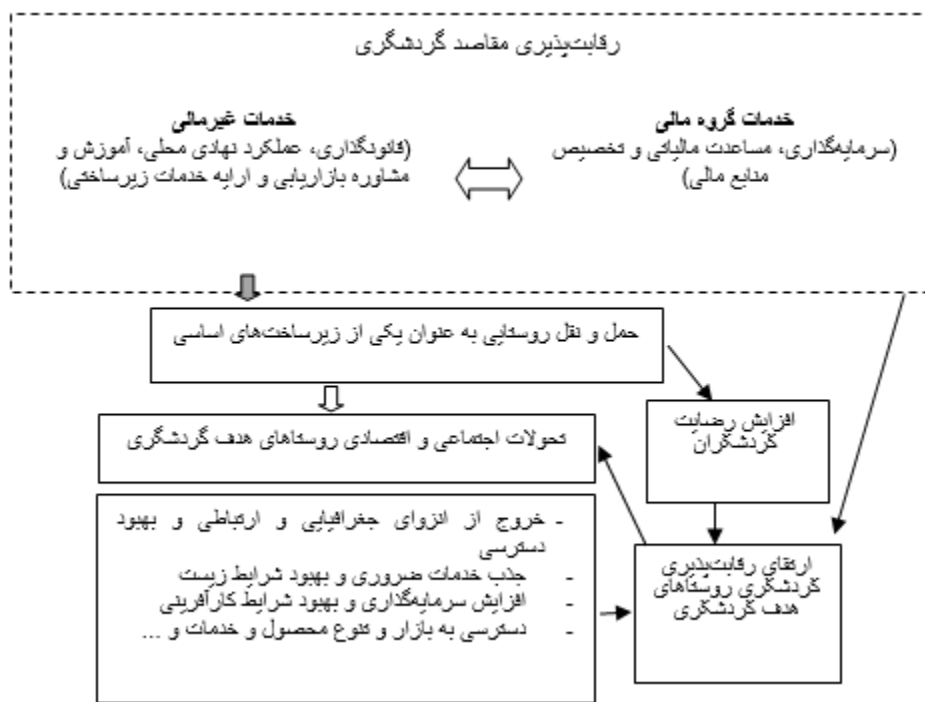 رقابت‌پذیری مقاصد گردشگری
خدمات گروه مالی
(سرمایه‌گذاری، مساعدت مالیاتی و تخصیص
منابع مالی)
خدمات غیرمالی
(قانونگذاری، عملکرد نهادی محلی، آموزش و
مشاوره بازاریابی و ارایه خدمات زیرساختی)
حمل و نقل روستایی به عنوان یکی از زیرساخت‌های اساسی
افزایش رضایت
گردشگران
تحولات اجتماعی و اقتصادی روستاهای هدف گردشگری
- خروج از انزوای جغرافیایی و ارتباطی و بهبود
دسترسی
- جذب خدمات ضروری و بهبود شرایط زیست
- افزایش سرمایه‌گذاری و بهبود شرایط کارآفرینی
- دسترسی به بازار و تنوع محصول و خدمات و ...
ارتقای رقابت‌پذیری
گردشگری روستاهای
هدف گردشگری